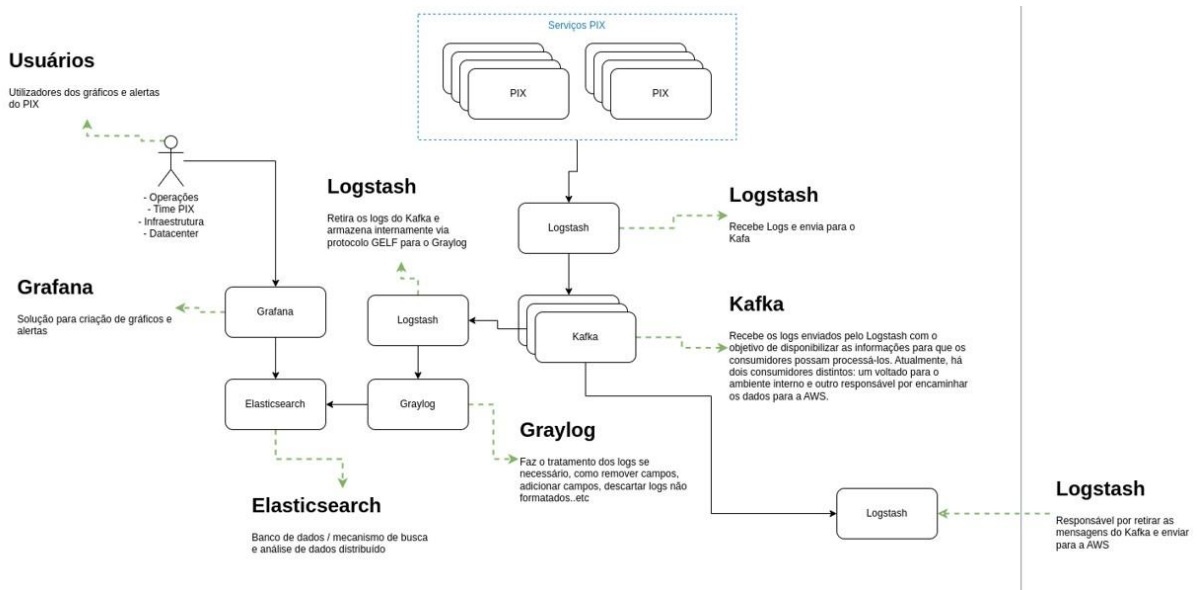 Serviços PIX
PIX
PIX
Usuários
Utilizadores dos gráficos e alertas
do PIX
- Operações
- Time PIX
- Infraestrutura
- Datacenter
Logstash
Retira os logs do Kafka e
armazena internamente via
protocolo GELF para o Graylog
Logstash
Logstash
Recebe Logs e envia para o
Kafa
Grafana
Solução para criação de gráficos e
alertas
Grafana
Logstash
Kafka
Kafka
Recebe os logs enviados pelo Logstash com o
objetivo de disponibilizar as informações para que os
consumidores possam processá-los. Atualmente, há
dois consumidores distintos: um voltado para o
ambiente interno e outro responsável por encaminhar
os dados para a AWS.
Elasticsearch
Graylog
Graylog
Faz o tratamento dos logs se
necessário, como remover campos,
adicionar campos, descartar logs não
formatados..etc
Elasticsearch
Banco de dados / mecanismo de busca
e análise de dados distribuído
Logstash
Logstash
Responsável por retirar as
mensagens do Kafka e enviar
para a AWS